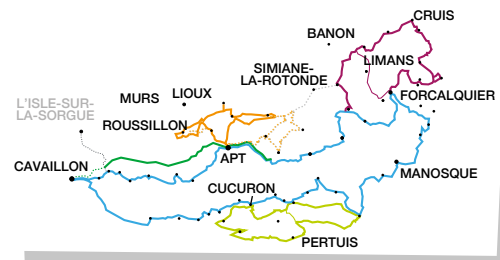 CRUIS
BANON
LIMANS
SIMIANE-
LA-ROTONDE
LIOUX
MURS
FORCALQUIER
L'ISLE-SUR-
LA-SORGUE
ROUSSILLON
APT
CAVAILLON
MANOSQUE
CUCURON
PERTUIS